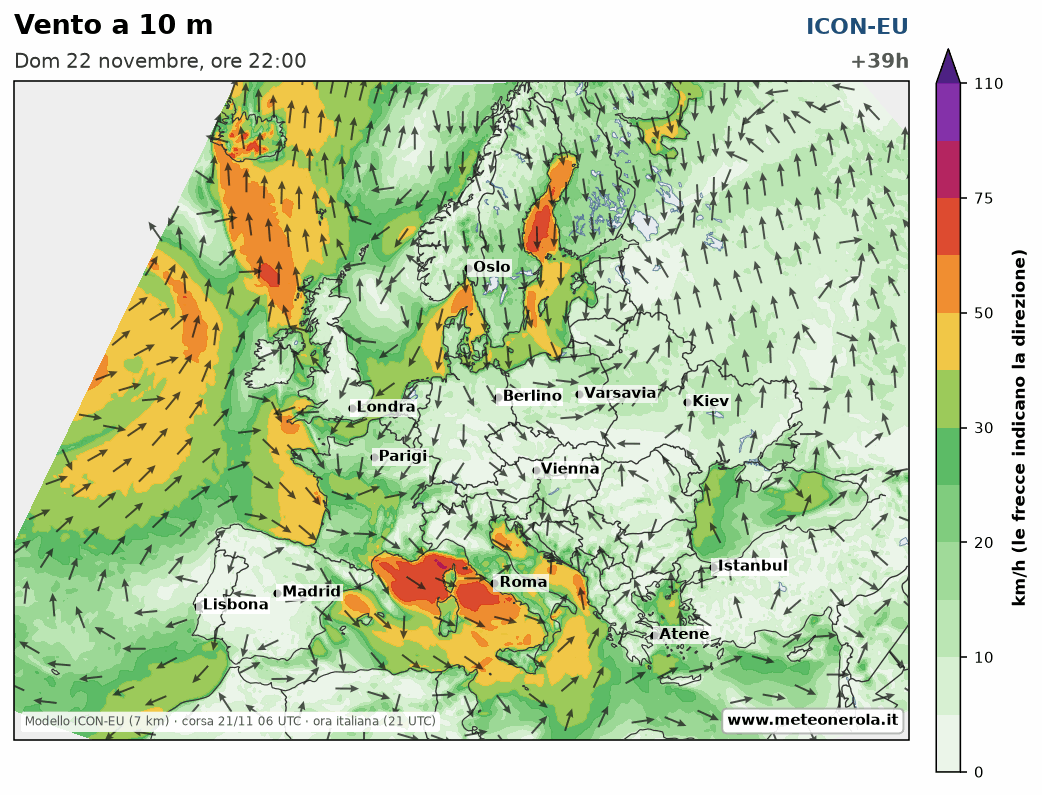 Vento a 10 m
ICON-EU
Dom 22 novembre, ore 22:00
+39h
110
75
50
30
20
10
0
km/h (le frecce indicano la direzione)
Oslo
Londra
Berlino
Varsavia
Kiev
Parigi
Vienna
Istanbul
Roma
Madrid
Lisbona
Atene
Modello ICON-EU (7 km) · corsa 21/11 06 UTC · ora italiana (21 UTC)
www.meteonerola.it